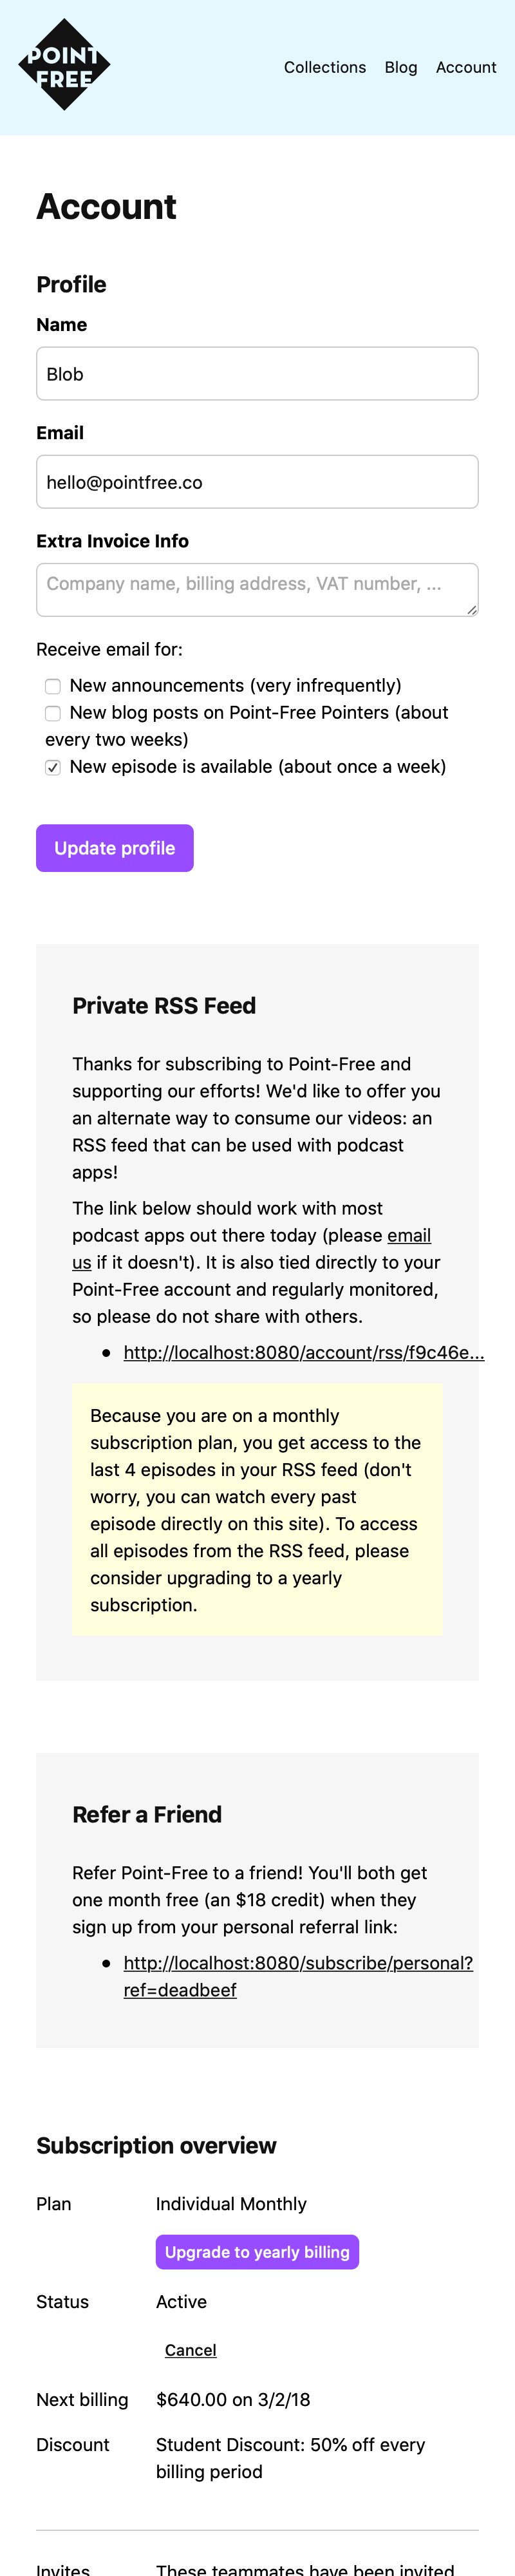 POINT
FREE
Collections Blog Account
Account
Profile
Name
Blob
Email
hello@pointfree.co
Extra Invoice Info
Company name, billing address, VAT number, ...
Receive email for:
New announcements (very infrequently)
New blog posts on Point-Free Pointers (about
every two weeks)
New episode is available (about once a week)
Update profile
Private RSS Feed
Thanks for subscribing to Point-Free and
supporting our efforts! We'd like to offer you
an alternate way to consume our videos: an
RSS feed that can be used with podcast
apps!
The link below should work with most
podcast apps out there today (please email
us if it doesn't). It is also tied directly to your
Point-Free account and regularly monitored,
so please do not share with others.
http://localhost:8080/account/rss/f9c46e...
Because you are on a monthly
subscription plan, you get access to the
last 4 episodes in your RSS feed (don't
worry, you can watch every past
episode directly on this site). To access
all episodes from the RSS feed, please
consider upgrading to a yearly
subscription.
Refer a Friend
Refer Point-Free to a friend! You'll both get
one month free (an $18 credit) when they
sign up from your personal referral link:
http://localhost:8080/subscribe/personal?
ref=deadbeef
Subscription overview
Plan Individual Monthly
Upgrade to yearly billing
Status Active
Cancel
Next billing $640.00 on 3/2/18
Discount Student Discount: 50% off every
billing period
Invites These teammates have been invited